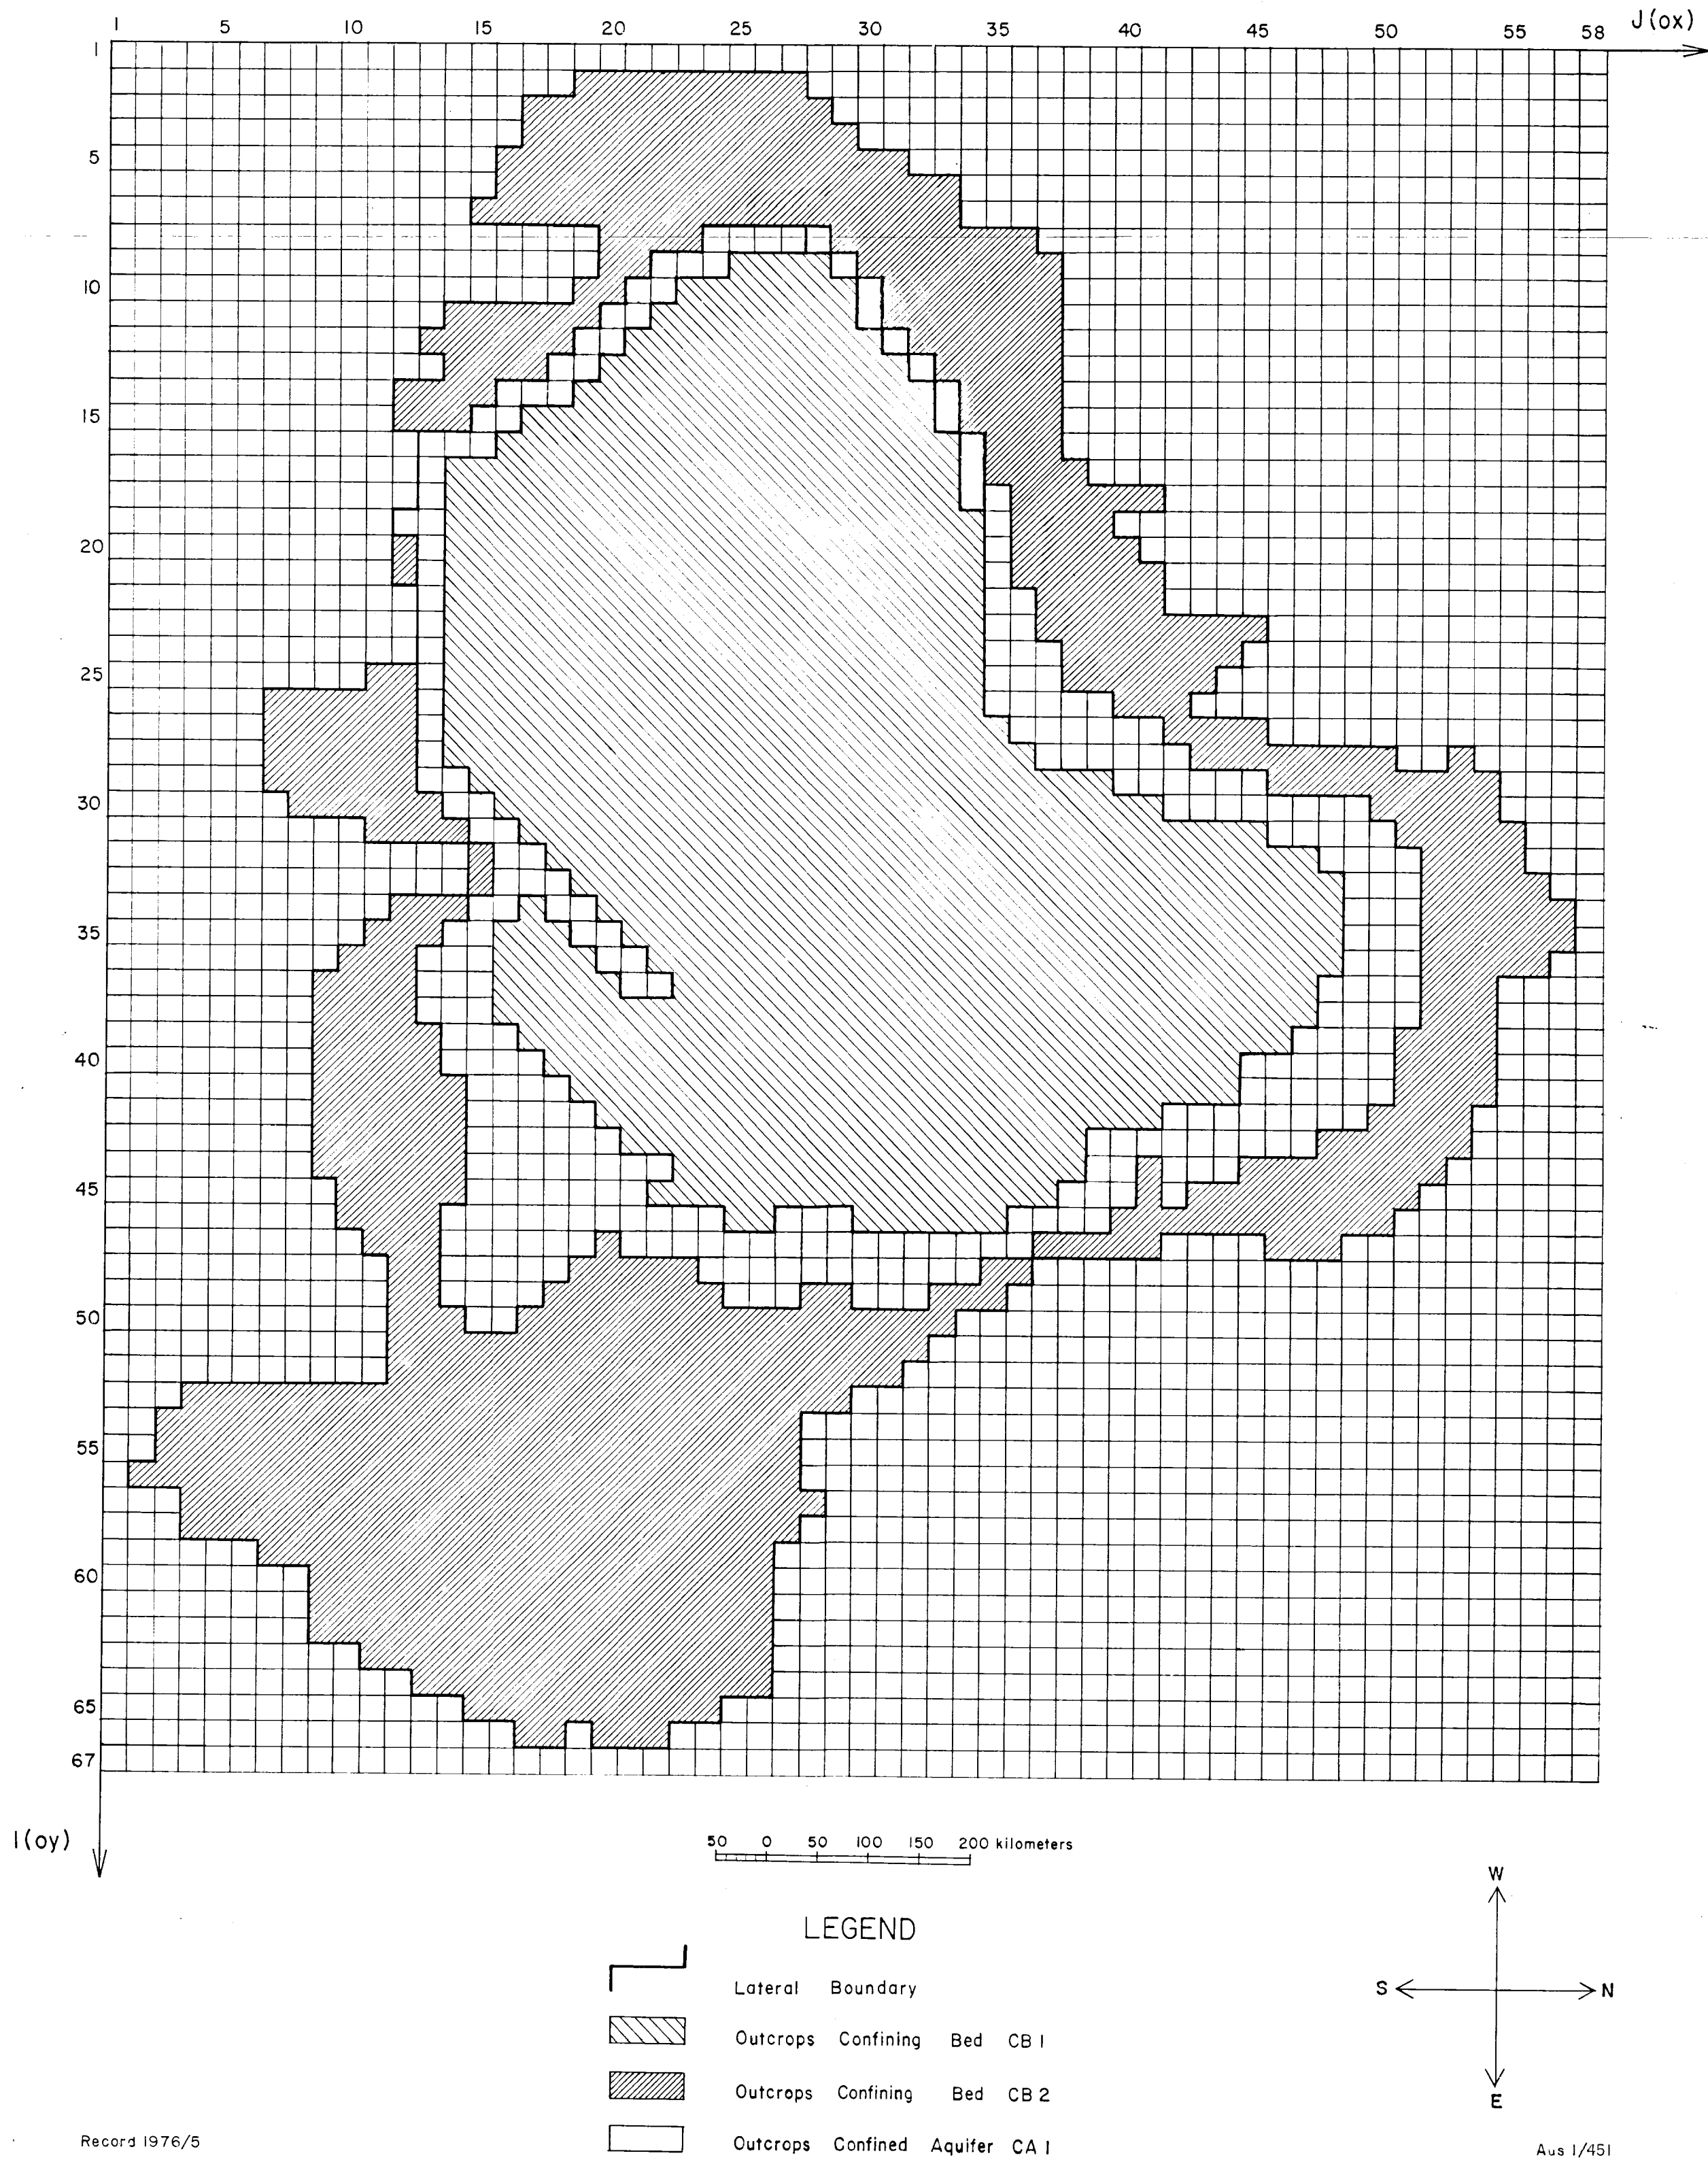 1 5 10 15 20 25 30 35 40 45 50 55 58 J(ox)
1
5
10
15
20
25
30
35
40
45
50
55
60
65
67
I(oy)
50 0 50 100 150 200 kilometers
W
LEGEND
S N
Lateral Boundary
Outcrops Confining Bed CB 1
Outcrops Confining Bed CB 2
E
Outcrops Confined Aquifer CA 1
Record 1976/5
Aus 1/451